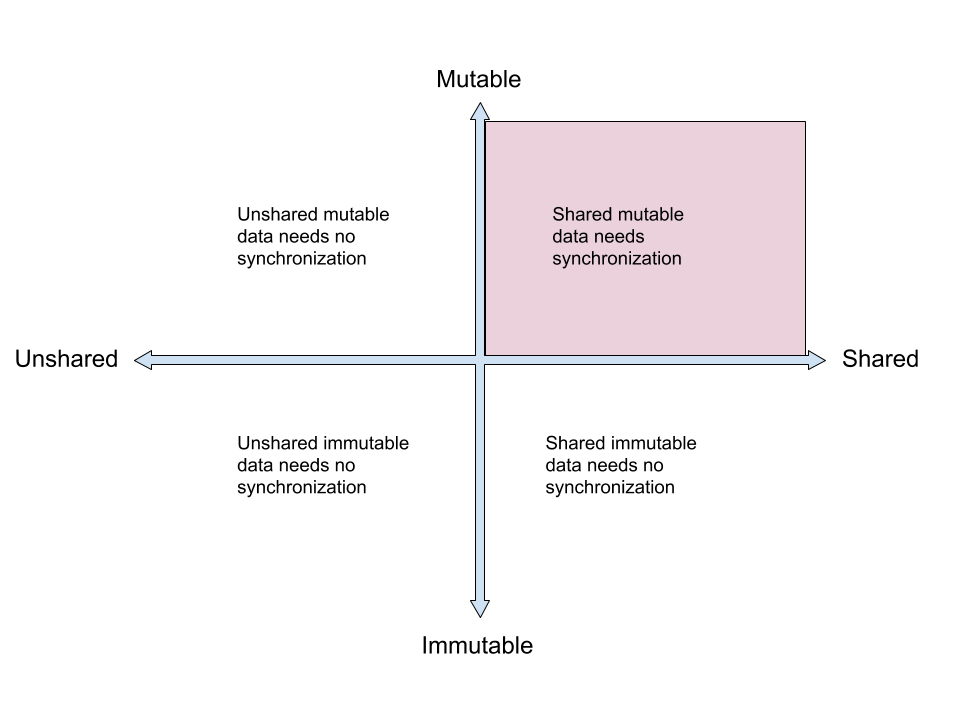 Mutable
Unshared mutable
data needs no
synchronization
Shared mutable
data needs
synchronization
Unshared
Shared
Unshared immutable
data needs no
synchronization
Shared immutable
data needs no
synchronization
Immutable